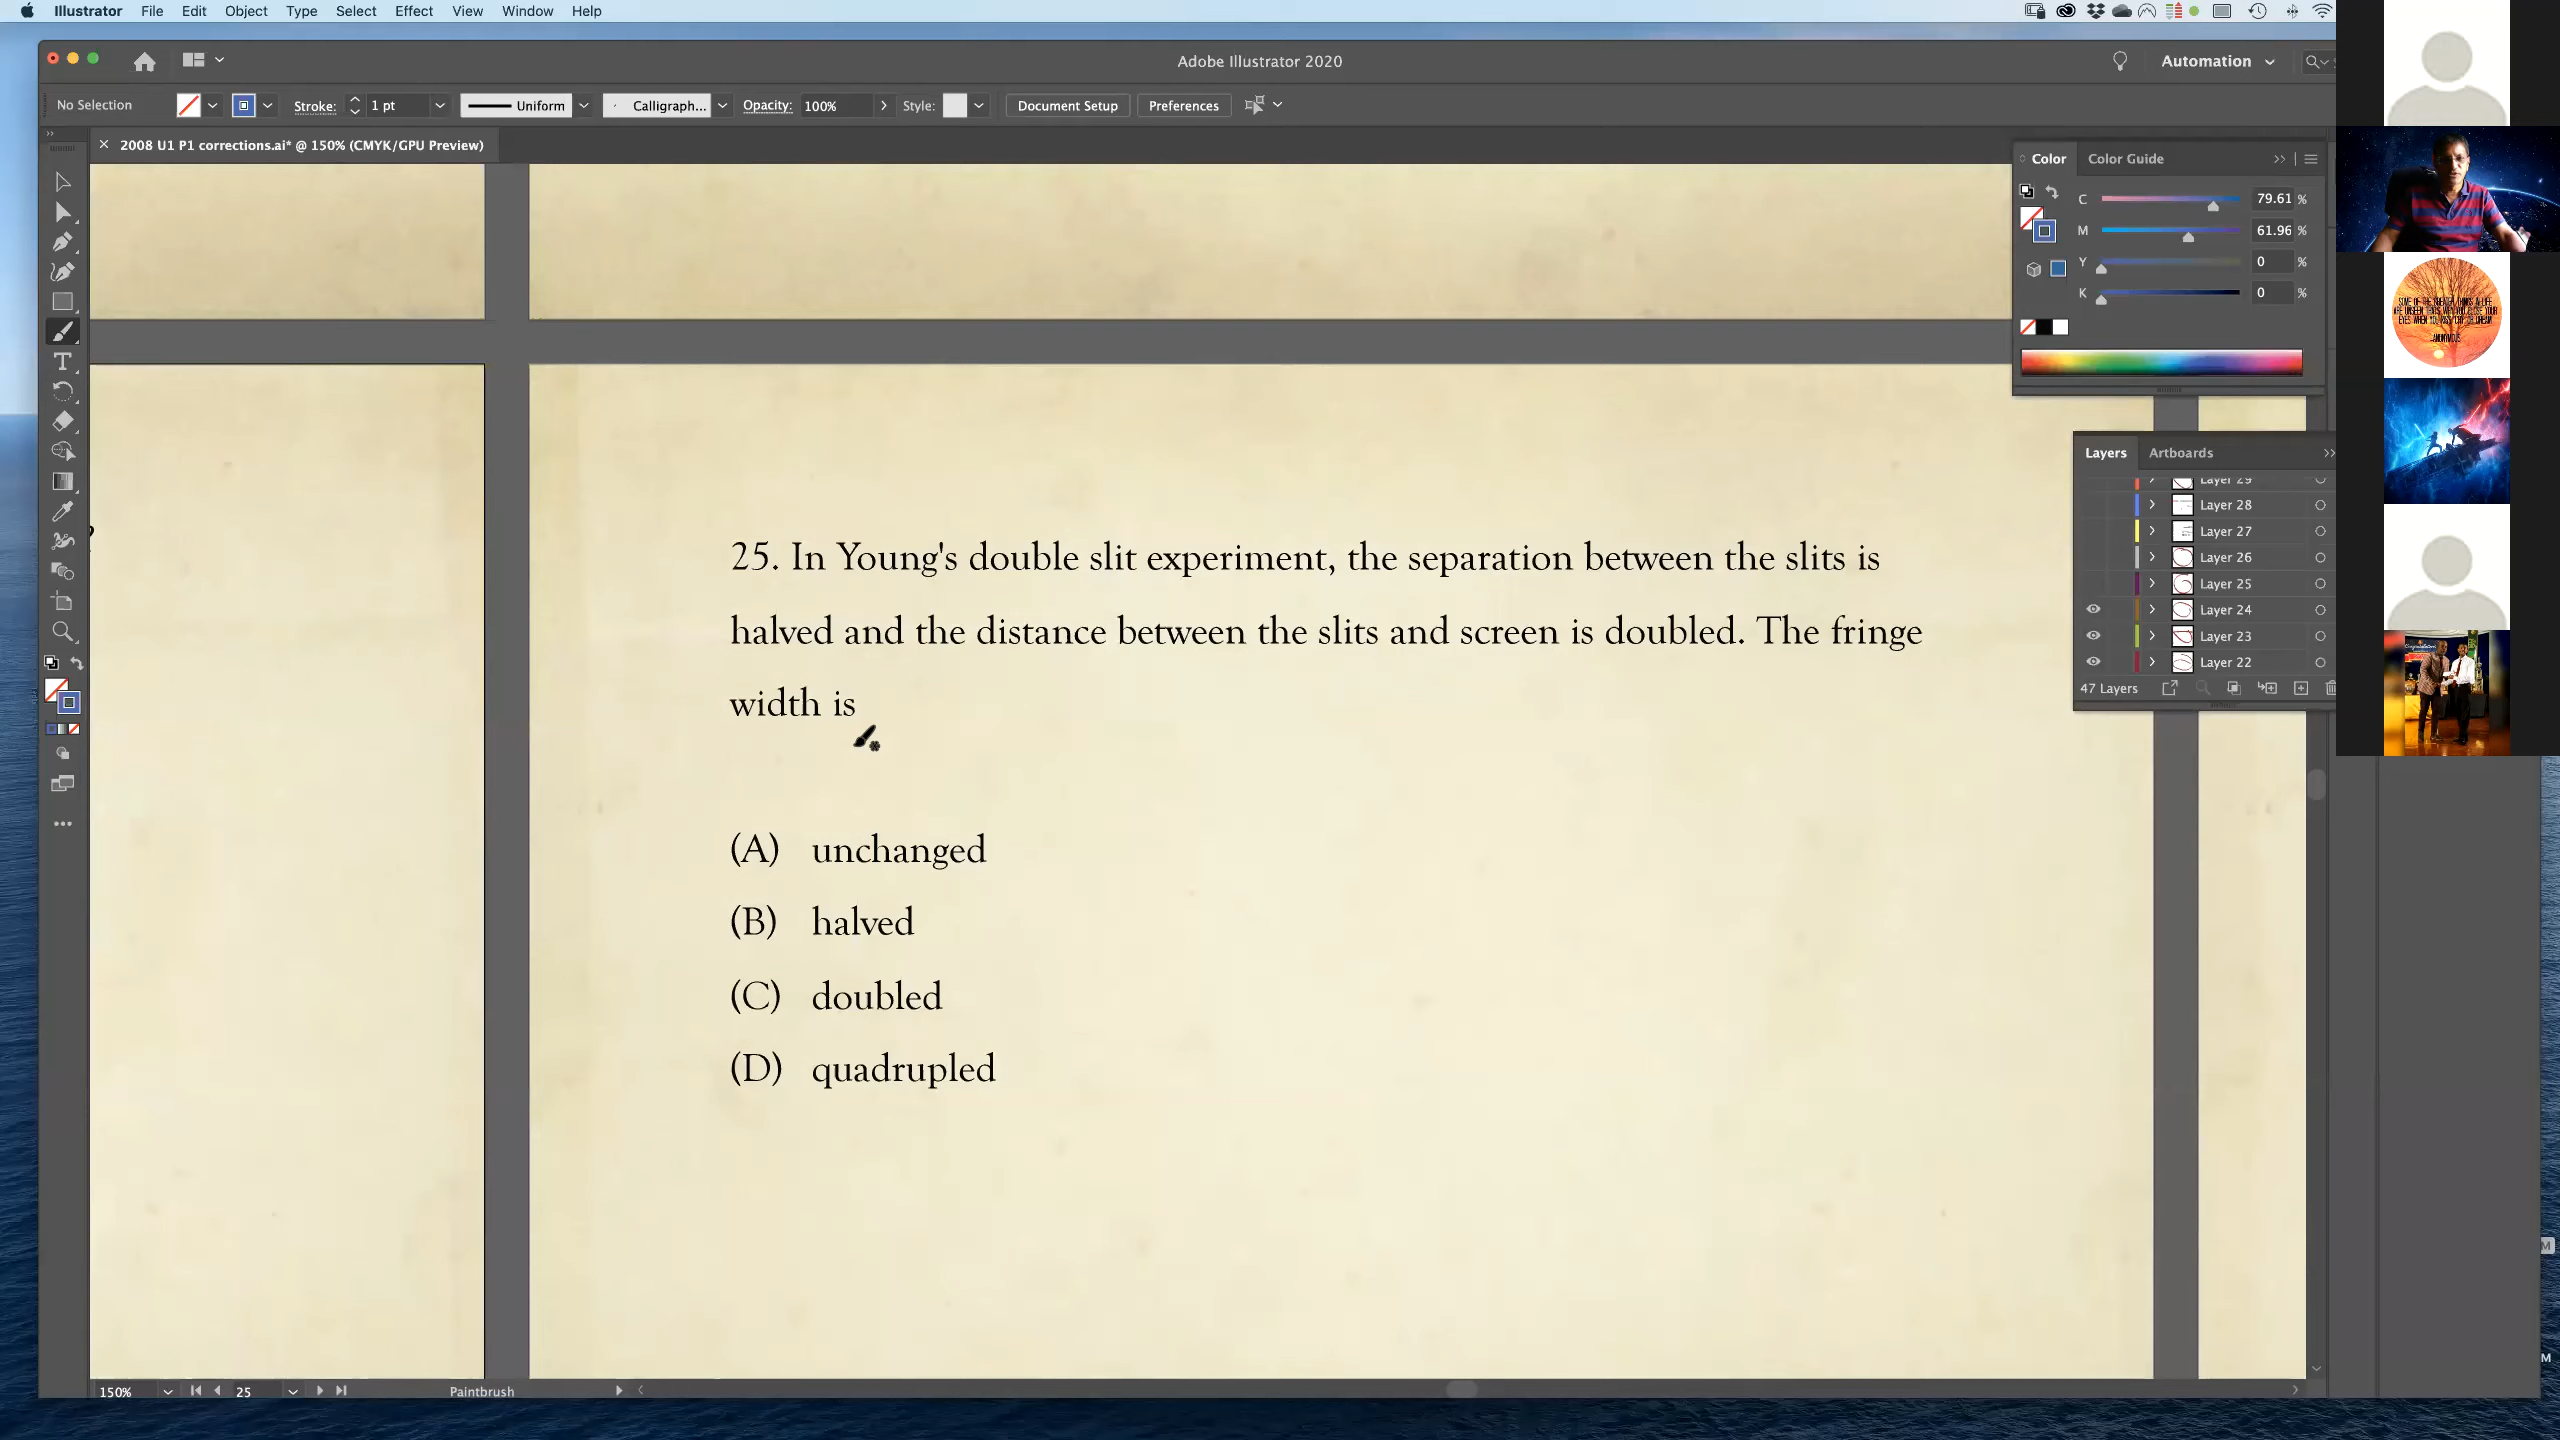 Illustrator File Edit Object Type Select Effect View Window Help
Adobe Illustrator 2020
Automation
No Selection
Stroke: 1 pt
Uniform
Calligraph...
Opacity: 100%
Style:
Document Setup
Preferences
2008 U1 P1 corrections.ai* @ 150% (CMYK/GPU Preview)
Color
Color Guide
C 79.61 %
M 61.96 %
Y 0 %
K 0 %
Layers
Artboards
Layer 29
Layer 28
Layer 27
Layer 26
Layer 25
Layer 24
Layer 23
Layer 22
47 Layers
25. In Young's double slit experiment, the separation between the slits is
halved and the distance between the slits and screen is doubled. The fringe
width is
(A) unchanged
(B) halved
(C) doubled
(D) quadrupled
150%
25
Paintbrush